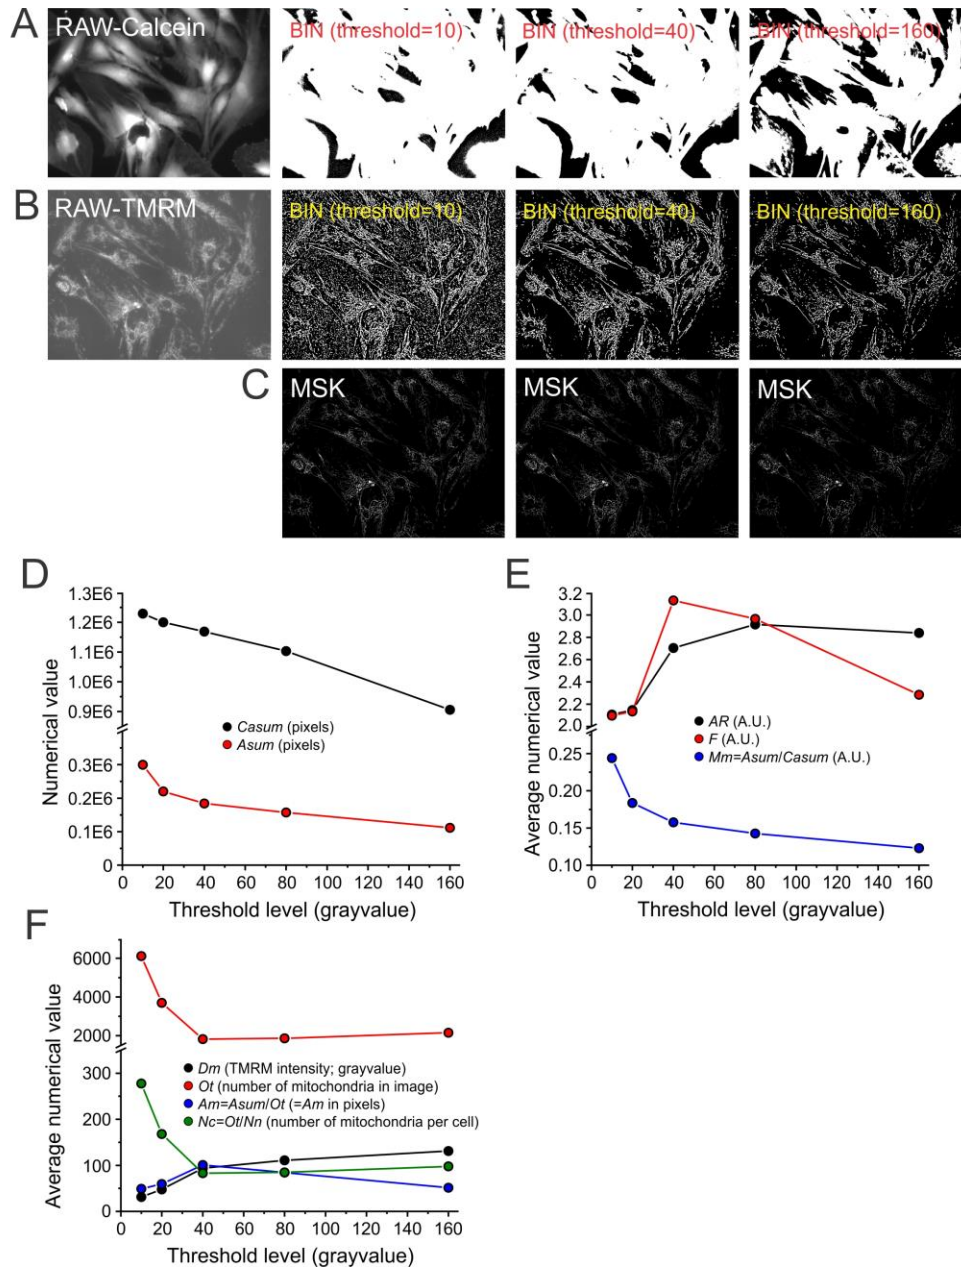 A
RAW-Calcein
BIN (threshold=10)
BIN (threshold=40)
BIN (threshold=160)
B
RAW-TMRM
BIN (threshold=10)
BIN (threshold=40)
BIN (threshold=160)
C
MSK
MSK
MSK
D
1.3E6
1.2E6
1.1E6
1.0E6
0.9E6
0.3E6
0.2E6
0.1E6
0
Numerical value
Casum (pixels)
Asum (pixels)
0 20 40 60 80 100 120 140 160
Threshold level (grayvalue)
E
3.2
3.0
2.8
2.6
2.4
2.2
2.0
0.25
0.20
0.15
0.10
Average numerical value
AR (A.U.)
F (A.U.)
Mm=Asum/Casum (A.U.)
0 20 40 60 80 100 120 140 160
Threshold level (grayvalue)
F
6000
4000
2000
300
200
100
0
Average numerical value
Dm (TMRM intensity; grayvalue)
Ot (number of mitochondria in image)
Am=Asum/Ot (=Am in pixels)
Nc=Ot/Nn (number of mitochondria per cell)
0 20 40 60 80 100 120 140 160
Threshold level (grayvalue)